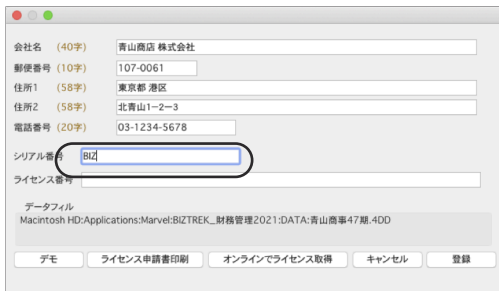 会社名 (40字) 青山商店 株式会社
郵便番号 (10字) 107-0061
住所1 (58字) 東京都 港区
住所2 (58字) 北青山1−2−3
電話番号 (20字) 03-1234-5678
シリアル番号 BIZ
ライセンス番号
データフィル
Macintosh HD:Applications:Marvel:BIZTREK_財務管理2021:DATA:青山商事47期.4DD
デモ ライセンス申請書印刷 オンラインでライセンス取得 キャンセル 登録